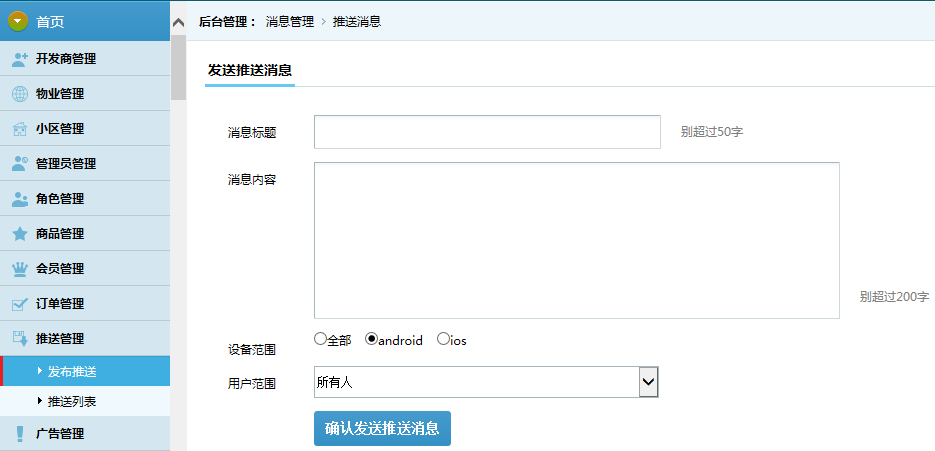 首页
开发商管理
物业管理
小区管理
管理员管理
角色管理
商品管理
会员管理
订单管理
推送管理
发布推送
推送列表
广告管理
后台管理： 消息管理 › 推送消息
发送推送消息
消息标题 别超过50字
消息内容 别超过200字
设备范围 全部 android ios
用户范围 所有人
确认发送推送消息